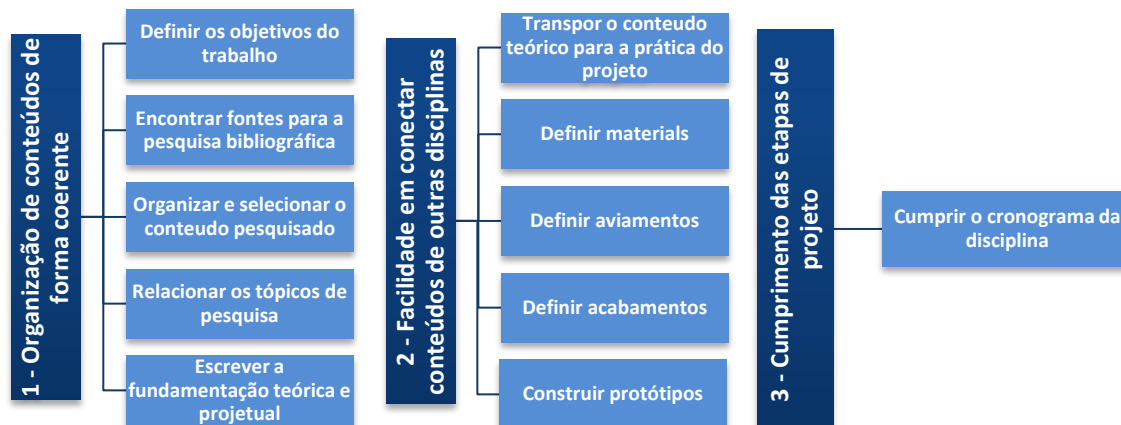 1 - Organização de conteúdos de
forma coerente
Definir os objetivos do
trabalho
Encontrar fontes para a
pesquisa bibliográfica
Organizar e selecionar o
conteudo pesquisado
Relacionar os tópicos de
pesquisa
Escrever a
fundamentação teórica e
projetual
2 - Facilidade em conectar
conteúdos de outras disciplinas
Transpor o conteudo
teórico para a prática do
projeto
Definir materials
Definir aviamentos
Definir acabamentos
Construir protótipos
3 - Cumprimento das etapas de
projeto
Cumprir o cronograma da
disciplina